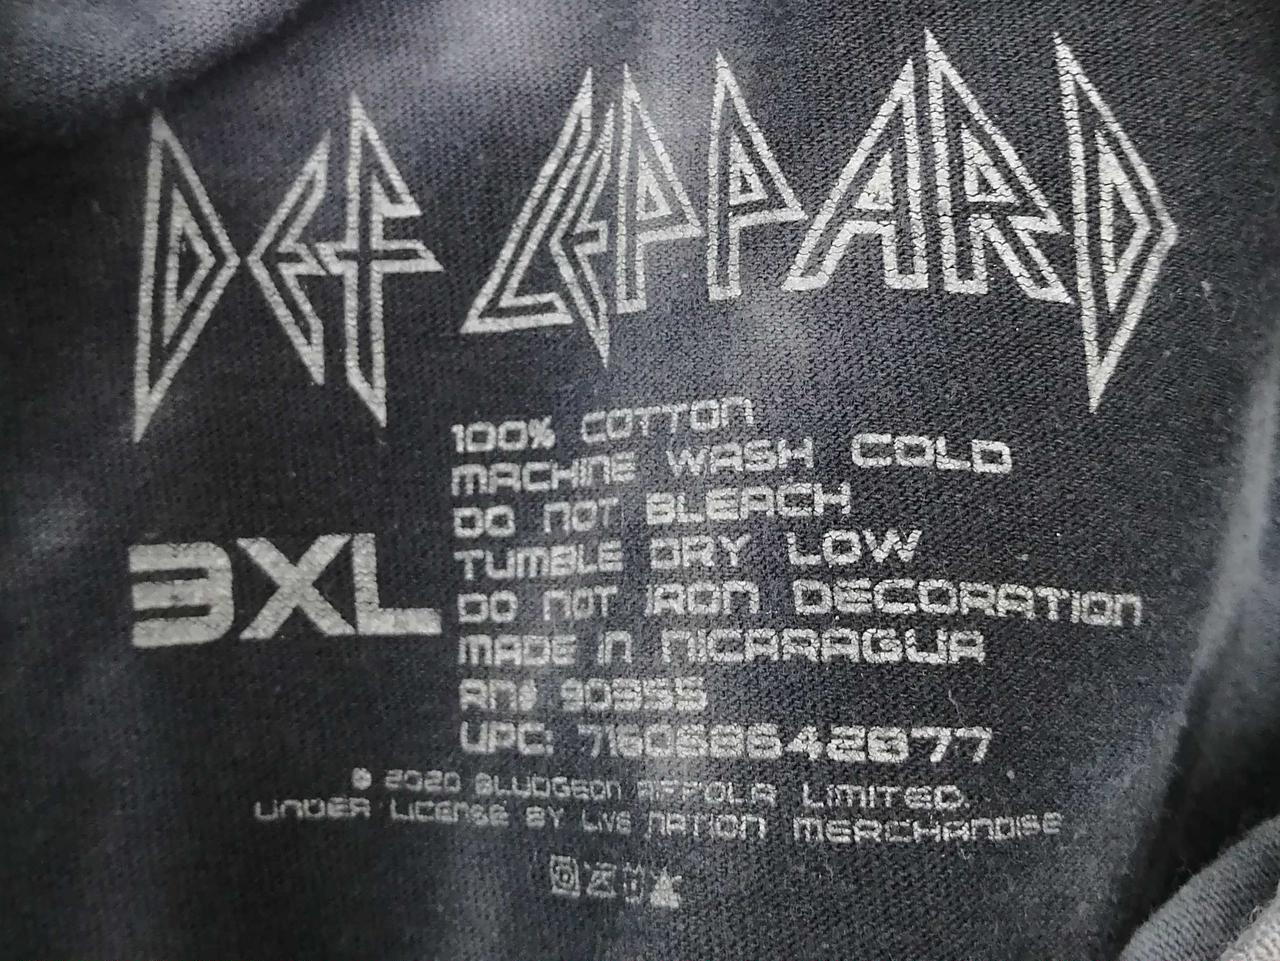 DEF LEPPARD
3XL
100% COTTON
MACHINE WASH COLD
DO NOT BLEACH
TUMBLE DRY LOW
DO NOT IRON DECORATION
MADE IN NICARAGUA
RN# 90355
UPC: 716068642877
© 2020 BLUDGEON RIFFOLA LIMITED.
UNDER LICENSE BY LIVE NATION MERCHANDISE